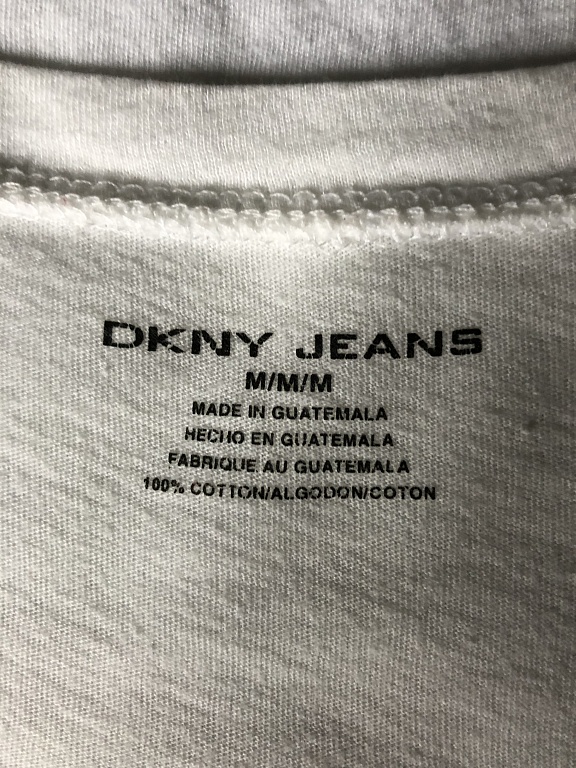 DKNY JEANS
M/M/M
MADE IN GUATEMALA
HECHO EN GUATEMALA
FABRIQUE AU GUATEMALA
100% COTTON/ALGODON/COTON